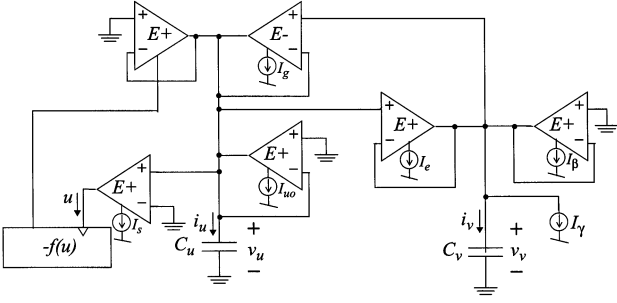 +
E+
−
+
E-
−
I_g
+
E+
−
I_e
+
E+
−
I_β
+
E+
−
I_uo
+
E+
−
I_s
u
-f(u)
i_u
+
C_u
v_u
−
i_v
+
C_v
v_v
−
I_γ